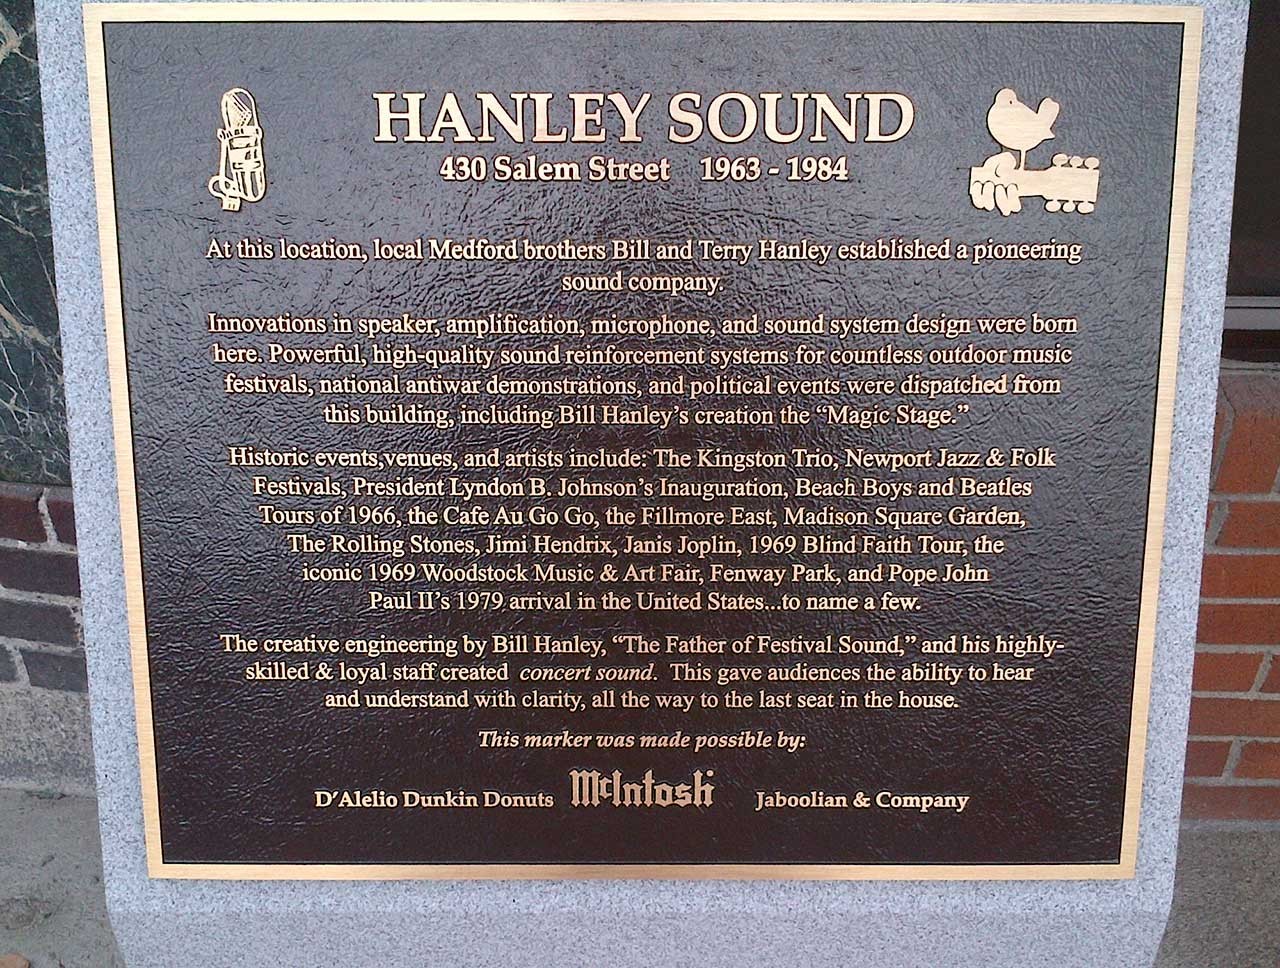 HANLEY SOUND
430 Salem Street 1963 - 1984
At this location, local Medford brothers Bill and Terry Hanley established a pioneering
sound company.
Innovations in speaker, amplification, microphone, and sound system design were born
here. Powerful, high-quality sound reinforcement systems for countless outdoor music
festivals, national antiwar demonstrations, and political events were dispatched from
this building, including Bill Hanley's creation the “Magic Stage.”
Historic events,venues, and artists include: The Kingston Trio, Newport Jazz & Folk
Festivals, President Lyndon B. Johnson's Inauguration, Beach Boys and Beatles
Tours of 1966, the Cafe Au Go Go, the Fillmore East, Madison Square Garden,
The Rolling Stones, Jimi Hendrix, Janis Joplin, 1969 Blind Faith Tour, the
iconic 1969 Woodstock Music & Art Fair, Fenway Park, and Pope John
Paul II's 1979 arrival in the United States...to name a few.
The creative engineering by Bill Hanley, “The Father of Festival Sound,” and his highly-
skilled & loyal staff created concert sound. This gave audiences the ability to hear
and understand with clarity, all the way to the last seat in the house.
This marker was made possible by:
D'Alelio Dunkin Donuts McIntosh Jaboolian & Company